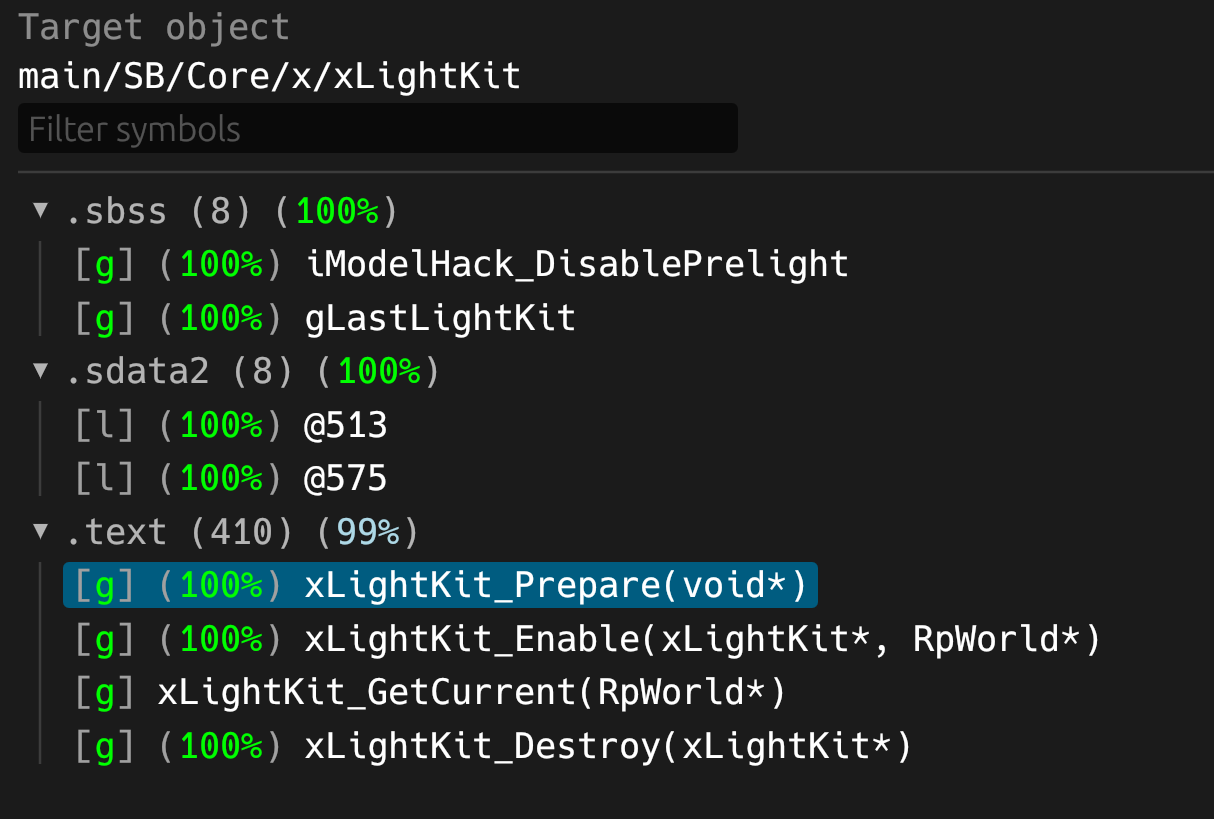 Target object
main/SB/Core/x/xLightKit
Filter symbols
▼ .sbss (8) (100%)
[g] (100%) iModelHack_DisablePrelight
[g] (100%) gLastLightKit
▼ .sdata2 (8) (100%)
[l] (100%) @513
[l] (100%) @575
▼ .text (410) (99%)
[g] (100%) xLightKit_Prepare(void*)
[g] (100%) xLightKit_Enable(xLightKit*, RpWorld*)
[g] xLightKit_GetCurrent(RpWorld*)
[g] (100%) xLightKit_Destroy(xLightKit*)